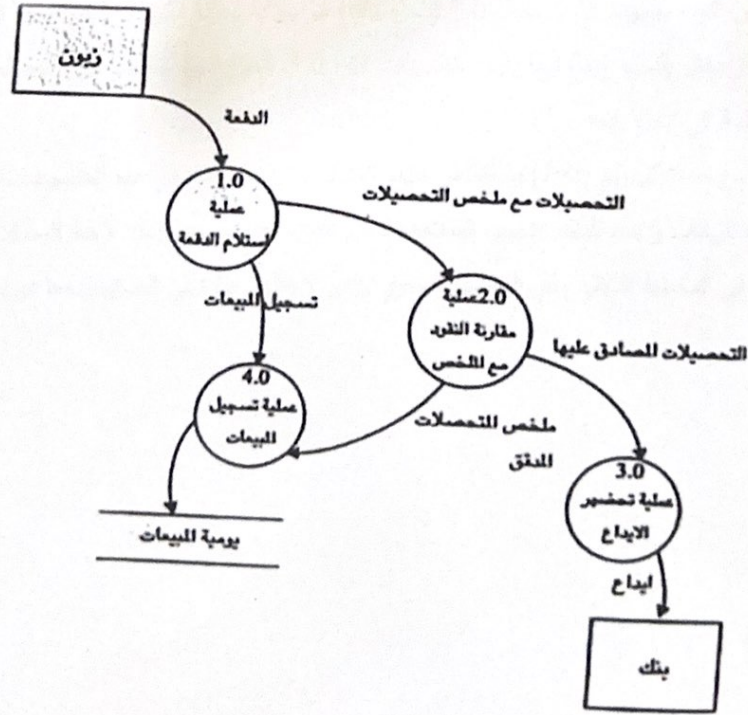 زبون
الدفعة
1.0
عملية
استلام الدفعة
التحصيلات مع ملخص التحصيلات
تسجيل المبيعات
2.0عملية
مقارنة النقود
مع الملخص
التحصيلات المصادق عليها
4.0
عملية تسجيل
المبيعات
ملخص المتحصلات
المدقق
3.0
عملية تحضير
الايداع
يومية المبيعات
ايداع
بنك